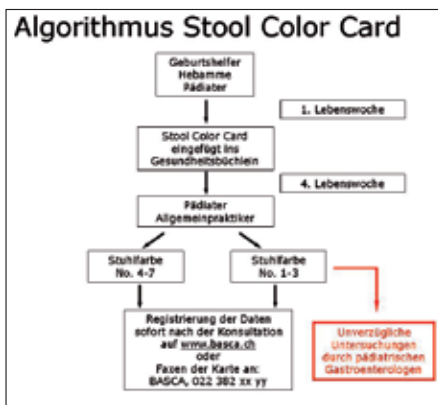 Algorithmus Stool Color Card
Geburtshelfer
Hebamme
Pädiater
1. Lebenswoche
Stool Color Card
eingefügt ins
Gesundheitsbüchlein
4. Lebenswoche
Pädiater
Allgemeinpraktiker
Stuhlfarbe
No. 4-7
Stuhlfarbe
No. 1-3
Registrierung der Daten
sofort nach der Konsultation
auf www.basca.ch
oder
Faxen der Karte an:
BASCA, 022 382 xx yy
Unverzügliche
Untersuchungen
durch pädiatrischen
Gastroenterologen